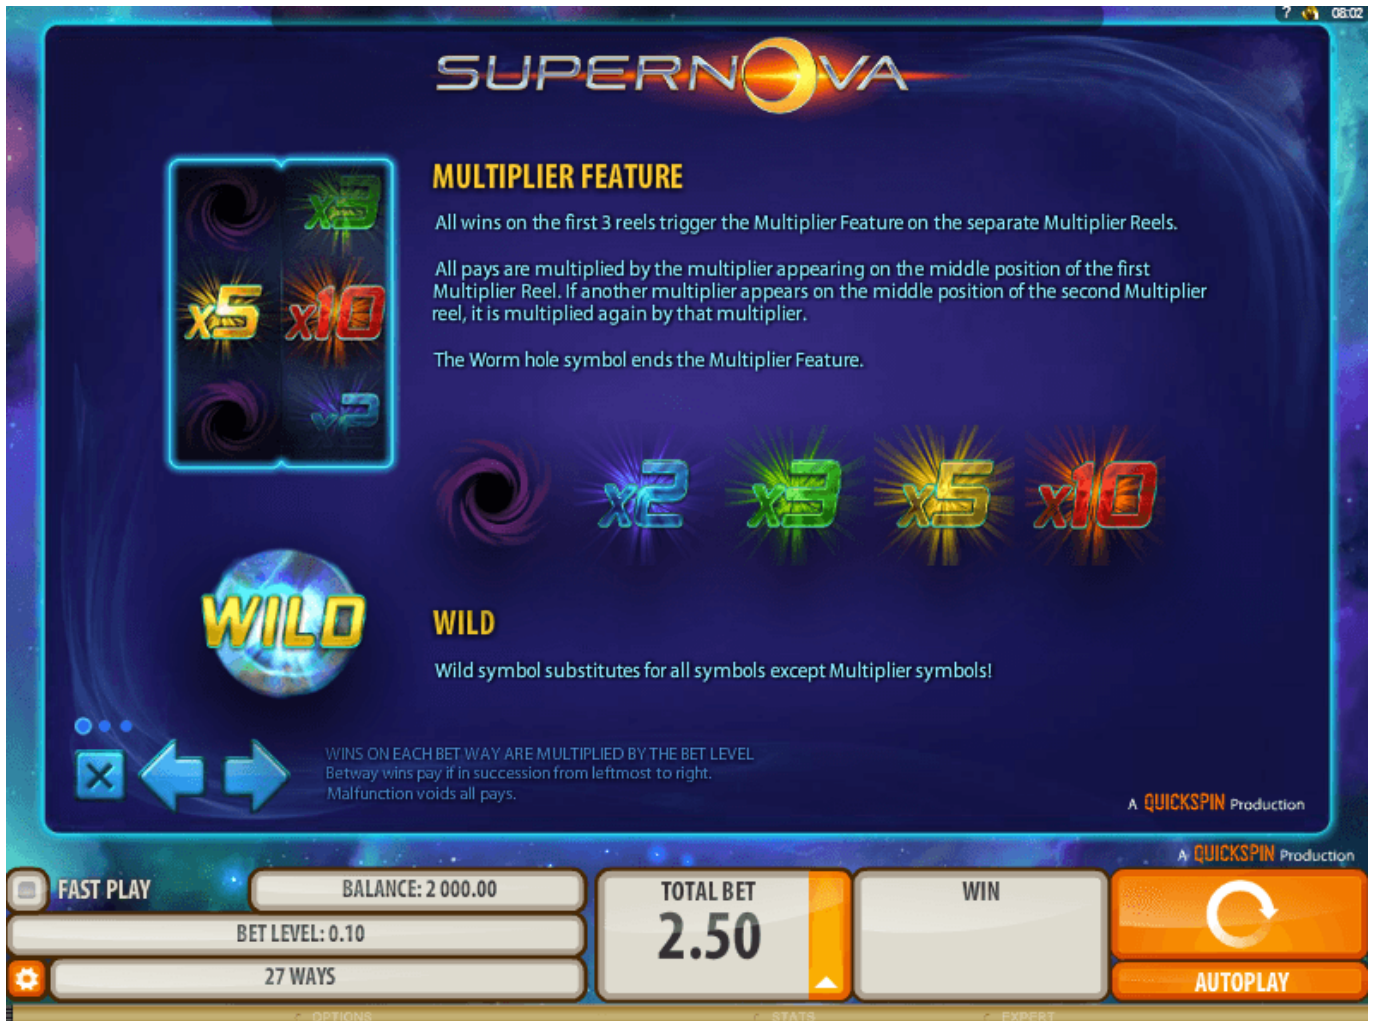 ? 08:02
SUPERNOVA
MULTIPLIER FEATURE
All wins on the first 3 reels trigger the Multiplier Feature on the separate Multiplier Reels.
All pays are multiplied by the multiplier appearing on the middle position of the first
Multiplier Reel. If another multiplier appears on the middle position of the second Multiplier
reel, it is multiplied again by that multiplier.
The Worm hole symbol ends the Multiplier Feature.
x3
x5 x10
x2
x2 x3 x5 x10
WILD
WILD
Wild symbol substitutes for all symbols except Multiplier symbols!
WINS ON EACH BET WAY ARE MULTIPLIED BY THE BET LEVEL
Betway wins pay if in succession from leftmost to right.
Malfunction voids all pays.
A QUICKSPIN Production
A QUICKSPIN Production
FAST PLAY
BALANCE: 2 000.00
BET LEVEL: 0.10
27 WAYS
TOTAL BET
2.50
WIN
AUTOPLAY
OPTIONS STATS EXPERT